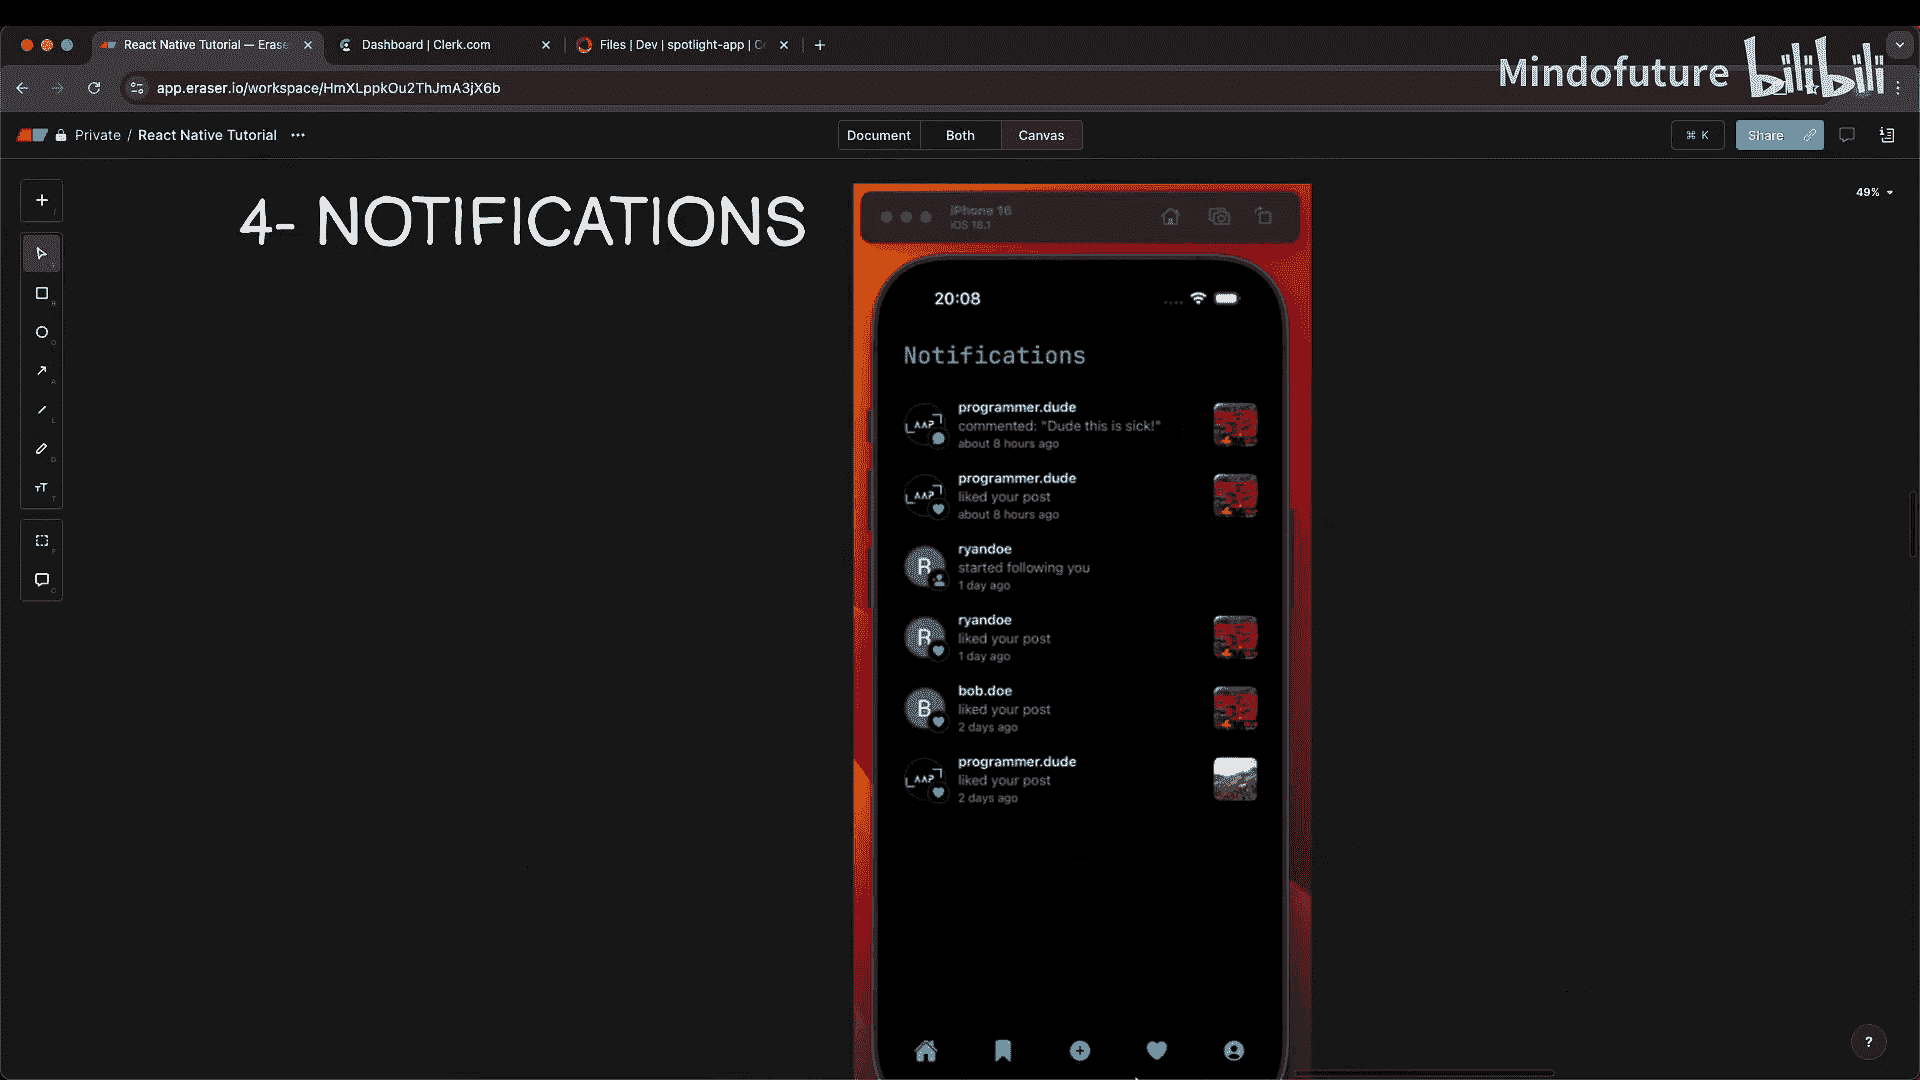 React Native Tutorial — Erase
Dashboard | Clerk.com
Files | Dev | spotlight-app | C
Mindofuture bilibili
app.eraser.io/workspace/HmXLppkOu2ThJmA3jX6b
Private / React Native Tutorial
Document
Both
Canvas
⌘ K
Share
49%
4- NOTIFICATIONS
iPhone 16
iOS 18.1
20:08
Notifications
programmer.dude
commented: "Dude this is sick!"
about 8 hours ago
programmer.dude
liked your post
about 8 hours ago
R
ryandoe
started following you
1 day ago
R
ryandoe
liked your post
1 day ago
B
bob.doe
liked your post
2 days ago
programmer.dude
liked your post
2 days ago
?